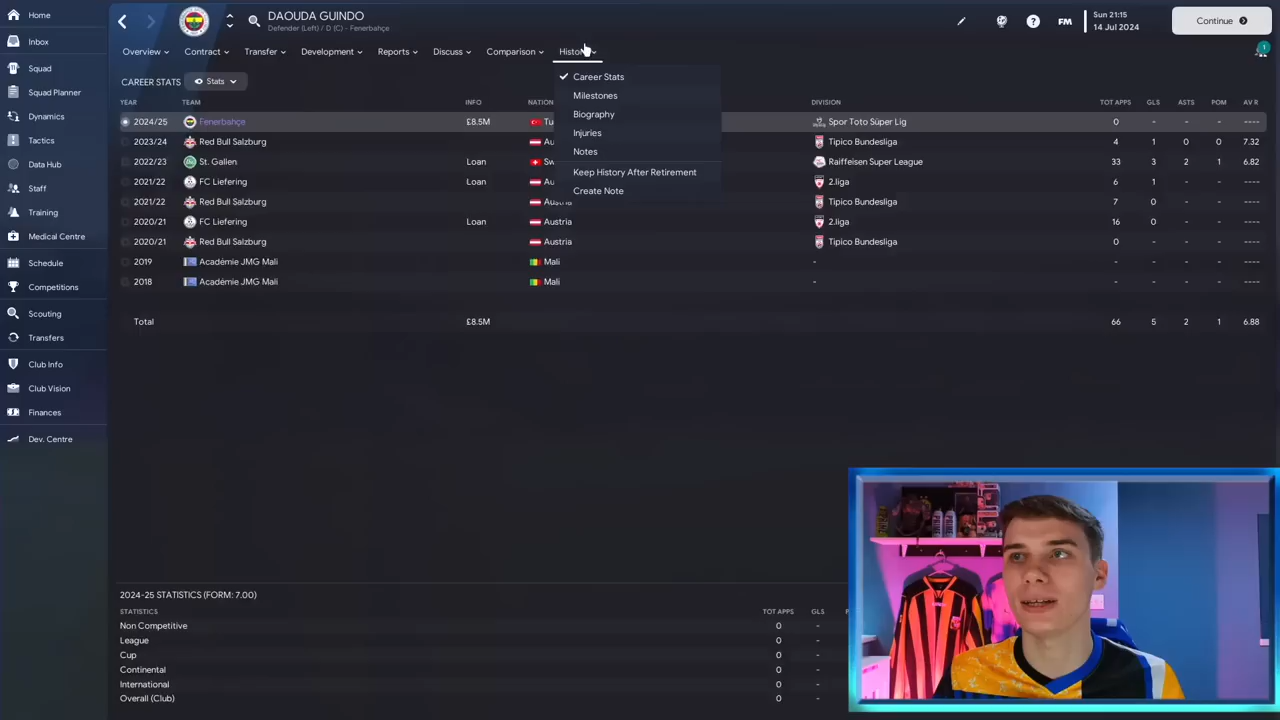 Home
Inbox
Squad
Squad Planner
Dynamics
Tactics
Data Hub
Staff
Training
Medical Centre
Schedule
Competitions
Scouting
Transfers
Club Info
Club Vision
Finances
Dev. Centre
DAOUDA GUINDO
Defender (Left) / D (C) - Fenerbahçe
FM
Sun 21:15
14 Jul 2024
Continue
Overview Contract Transfer Development Reports Discuss Comparison
1
CAREER STATS Stats
Career Stats
Milestones
Biography
Injuries
Notes
Keep History After Retirement
Create Note
YEAR TEAM INFO DIVISION TOT APPS GLS ASTS POM AV R
2024/25 Fenerbahçe £8.5M Spor Toto Süper Lig 0 - - - ----
2023/24 Red Bull Salzburg Tipico Bundesliga 4 1 0 0 7.32
2022/23 St. Gallen Loan Raiffeisen Super League 33 3 2 1 6.82
2021/22 FC Liefering Loan 2.liga 6 1 - - ----
2021/22 Red Bull Salzburg Austria Tipico Bundesliga 7 0 - - ----
2020/21 FC Liefering Loan Austria 2.liga 16 0 - - ----
2020/21 Red Bull Salzburg Austria Tipico Bundesliga 0 - - - ----
2019 Académie JMG Mali Mali - - - - - ----
2018 Académie JMG Mali Mali - - - - - ----
Total £8.5M 66 5 2 1 6.88
2024-25 STATISTICS (FORM: 7.00)
STATISTICS TOT APPS GLS
Non Competitive 0 -
League 0 -
Cup 0 -
Continental 0 -
International 0 -
Overall (Club) 0 -